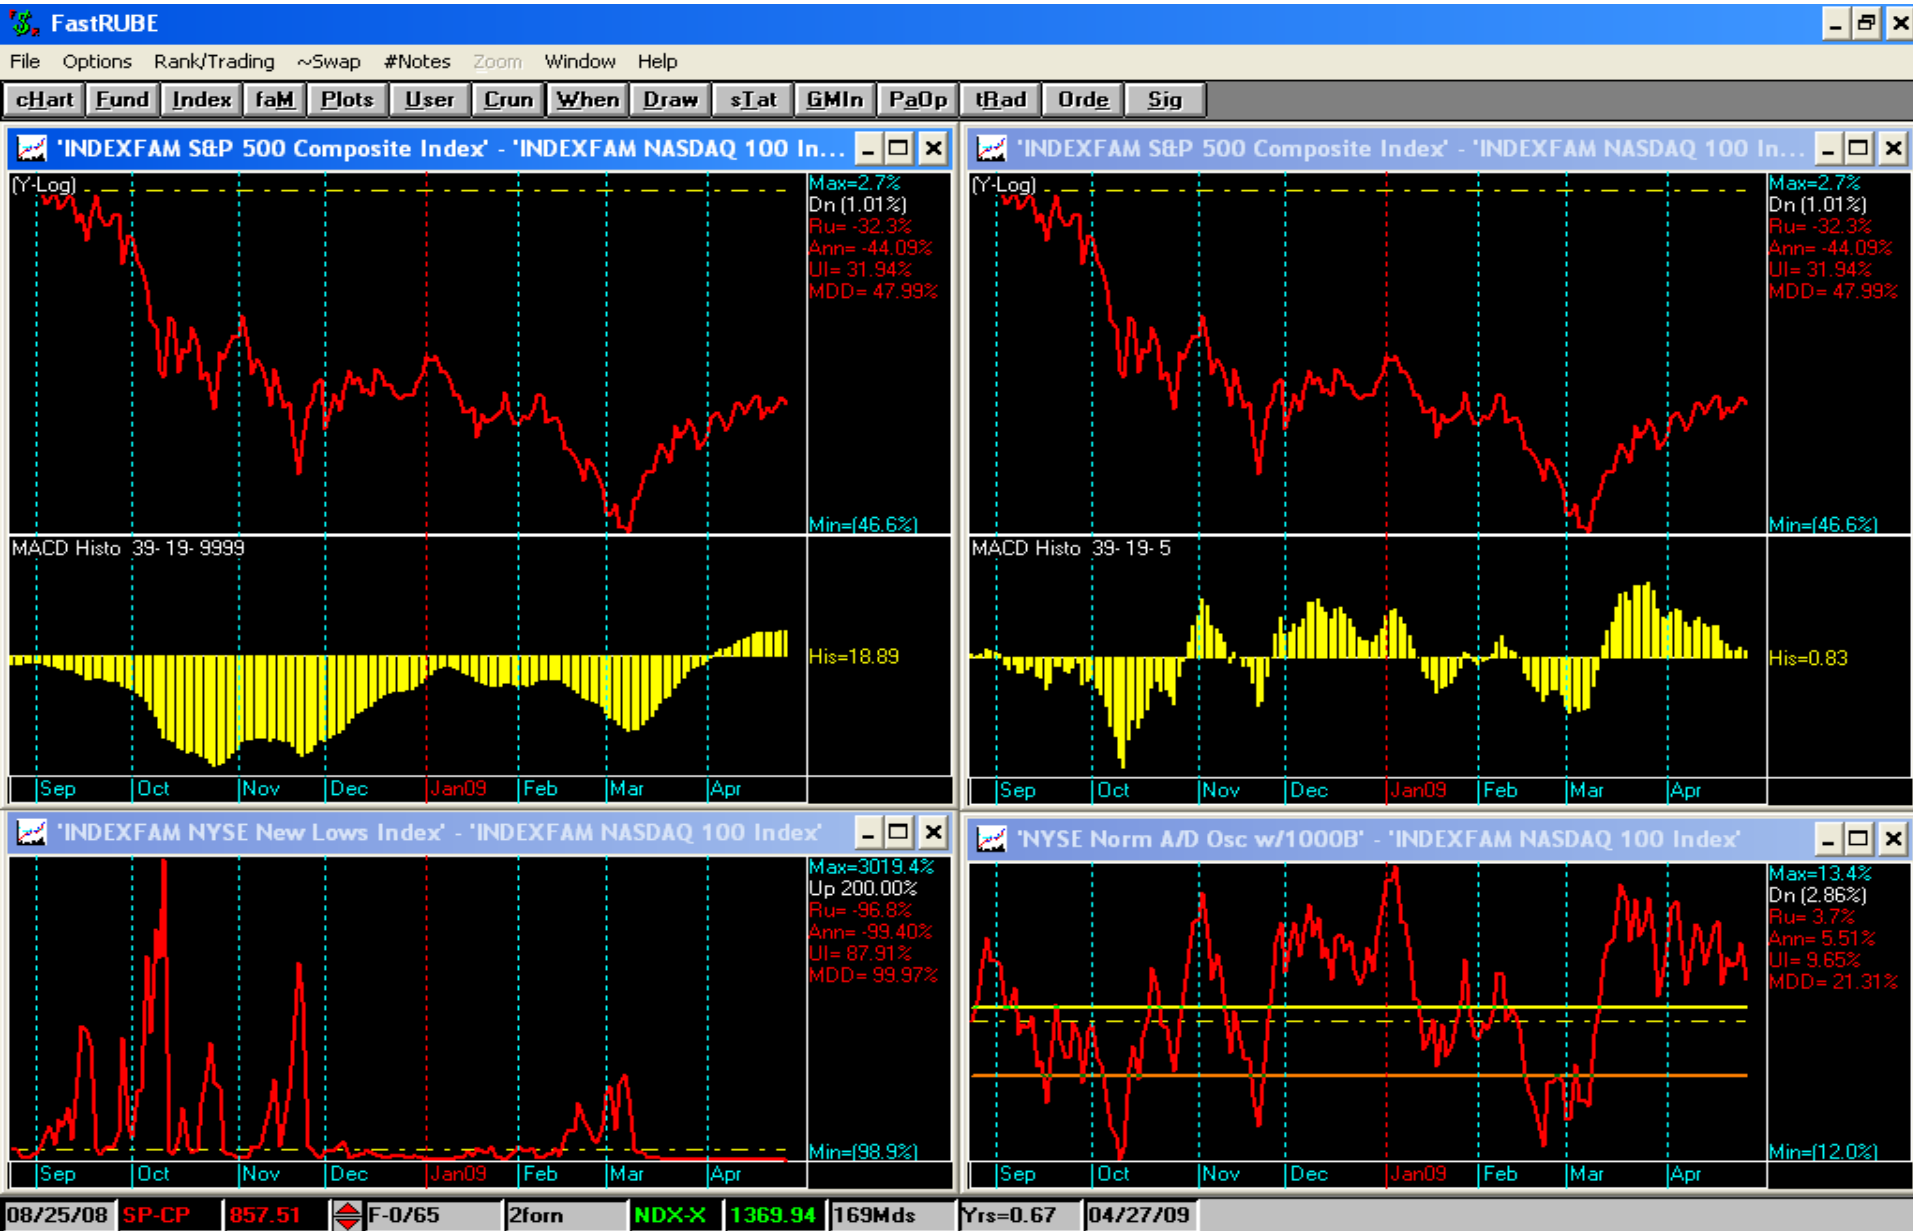 FastRUBE
File Options Rank/Trading ~Swap #Notes Zoom Window Help
cHart Fund Index faM Plots User Crun When Draw sTat GMIn PaOp tRad Orde Sig
'INDEXFAM S&P 500 Composite Index' - 'INDEXFAM NASDAQ 100 In...
(Y-Log)
Max=2.7%
Dn (1.01%)
Ru= -32.3%
Ann= -44.09%
UI= 31.94%
MDD= 47.99%
Min=(46.6%)
MACD Histo 39- 19- 9999
His=18.89
Sep Oct Nov Dec Jan09 Feb Mar Apr
'INDEXFAM S&P 500 Composite Index' - 'INDEXFAM NASDAQ 100 In...
(Y-Log)
Max=2.7%
Dn (1.01%)
Ru= -32.3%
Ann= -44.09%
UI= 31.94%
MDD= 47.99%
Min=(46.6%)
MACD Histo 39- 19- 5
His=0.83
Sep Oct Nov Dec Jan09 Feb Mar Apr
'INDEXFAM NYSE New Lows Index' - 'INDEXFAM NASDAQ 100 Index'
Max=3019.4%
Up 200.00%
Ru= -96.8%
Ann= -99.40%
UI= 87.91%
MDD= 99.97%
Min=(98.9%)
Sep Oct Nov Dec Jan09 Feb Mar Apr
'NYSE Norm A/D Osc w/1000B' - 'INDEXFAM NASDAQ 100 Index'
Max=13.4%
Dn (2.86%)
Ru= 3.7%
Ann= 5.51%
UI= 9.65%
MDD= 21.31%
Min=(12.0%)
Sep Oct Nov Dec Jan09 Feb Mar Apr
08/25/08 SP-CP 857.51 F-0/65 2forn NDX-X 1369.94 169Mds Yrs=0.67 04/27/09